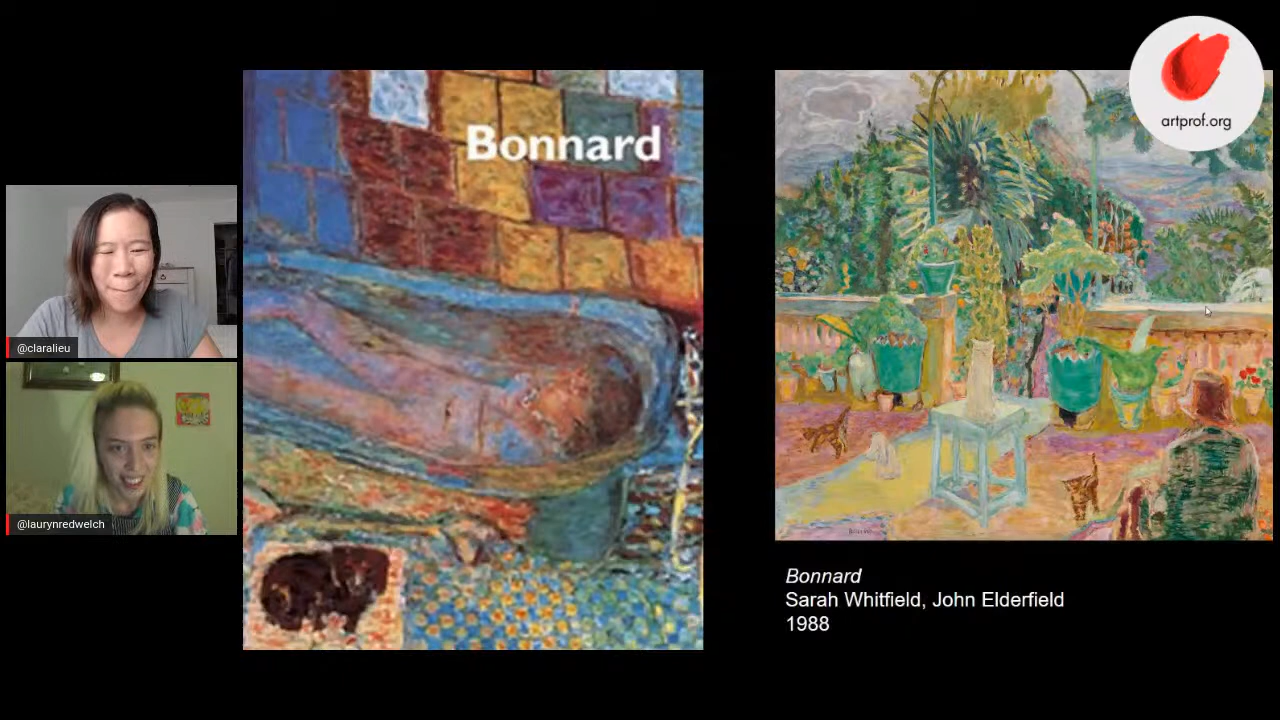 Bonnard
artprof.org
@claralieu
@laurynredwelch
Bonnard
Sarah Whitfield, John Elderfield
1988